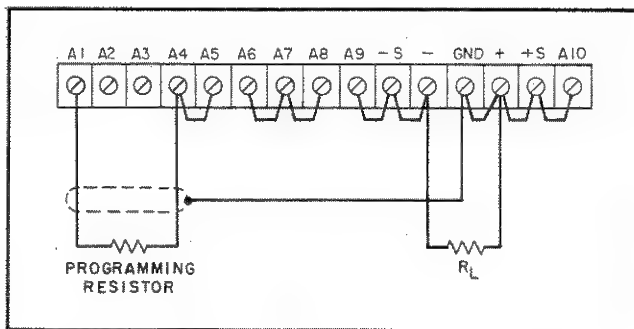 A1 A2 A3 A4 A5 A6 A7 A8 A9 -S - GND + +S A10
PROGRAMMING
RESISTOR
RL